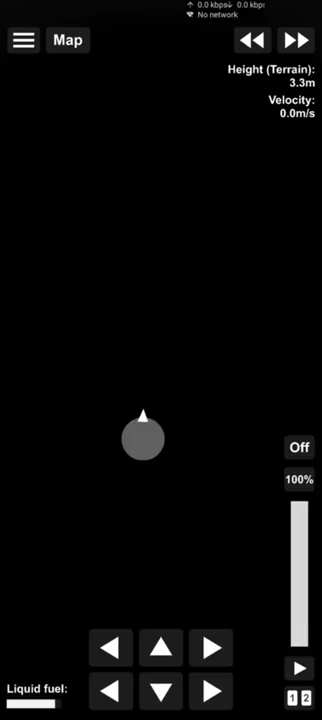 ↑ 0.0 kbps↓ 0.0 kbps
No network
Map
Height (Terrain):
3.3m
Velocity:
0.0m/s
Off
100%
Liquid fuel:
1 2